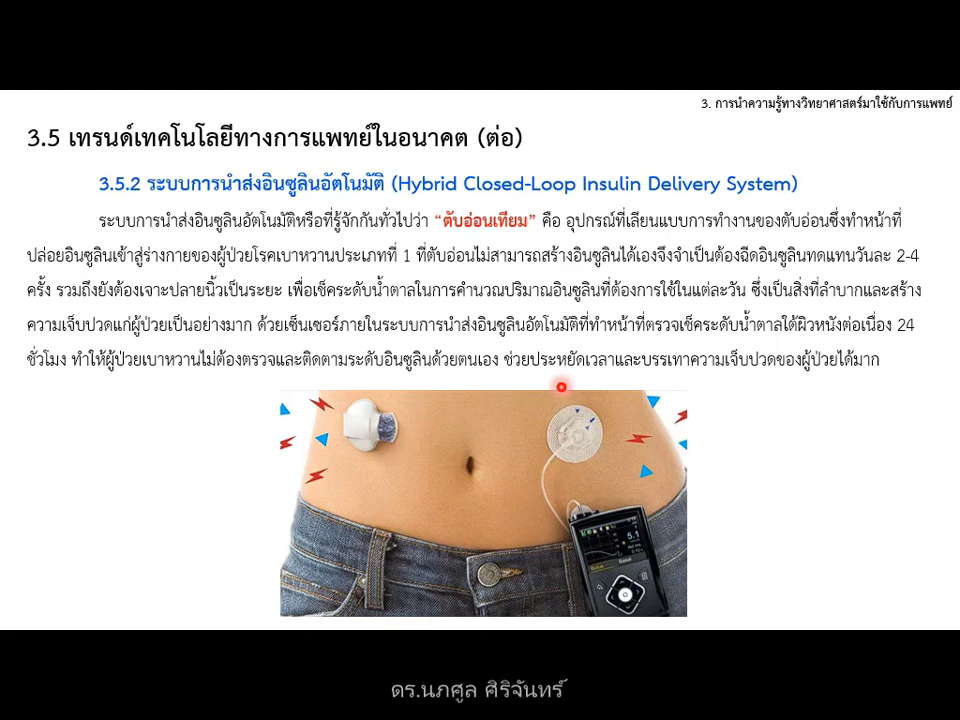 3. การนำความรู้ทางวิทยาศาสตร์มาใช้กับการแพทย์
3.5 เทรนด์เทคโนโลยีทางการแพทย์ในอนาคต (ต่อ)
3.5.2 ระบบการนำส่งอินซูลินอัตโนมัติ (Hybrid Closed-Loop Insulin Delivery System)
ระบบการนำส่งอินซูลินอัตโนมัติหรือที่รู้จักกันทั่วไปว่า “ตับอ่อนเทียม” คือ อุปกรณ์ที่เลียนแบบการทำงานของตับอ่อนซึ่งทำหน้าที่
ปล่อยอินซูลินเข้าสู่ร่างกายของผู้ป่วยโรคเบาหวานประเภทที่ 1 ที่ตับอ่อนไม่สามารถสร้างอินซูลินได้เองจึงจำเป็นต้องฉีดอินซูลินทดแทนวันละ 2-4
ครั้ง รวมถึงยังต้องเจาะปลายนิ้วเป็นระยะ เพื่อเช็คระดับน้ำตาลในการคำนวณปริมาณอินซูลินที่ต้องการใช้ในแต่ละวัน ซึ่งเป็นสิ่งที่ลำบากและสร้าง
ความเจ็บปวดแก่ผู้ป่วยเป็นอย่างมาก ด้วยเซ็นเซอร์ภายในระบบการนำส่งอินซูลินอัตโนมัติที่ทำหน้าที่ตรวจเช็คระดับน้ำตาลใต้ผิวหนังต่อเนื่อง 24
ชั่วโมง ทำให้ผู้ป่วยเบาหวานไม่ต้องตรวจและติดตามระดับอินซูลินด้วยตนเอง ช่วยประหยัดเวลาและบรรเทาความเจ็บปวดของผู้ป่วยได้มาก
5.1
Bolus
Basal
ดร.นภศูล ศิริจันทร์